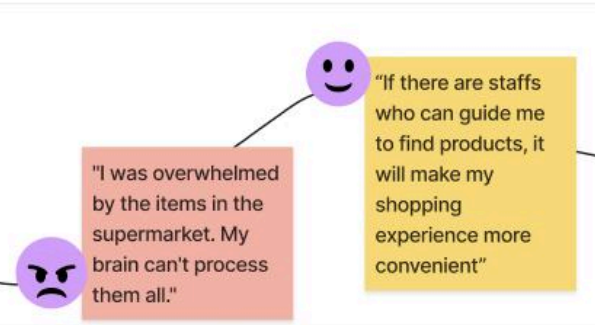 "I was overwhelmed
by the items in the
supermarket. My
brain can't process
them all."
“If there are staffs
who can guide me
to find products, it
will make my
shopping
experience more
convenient”